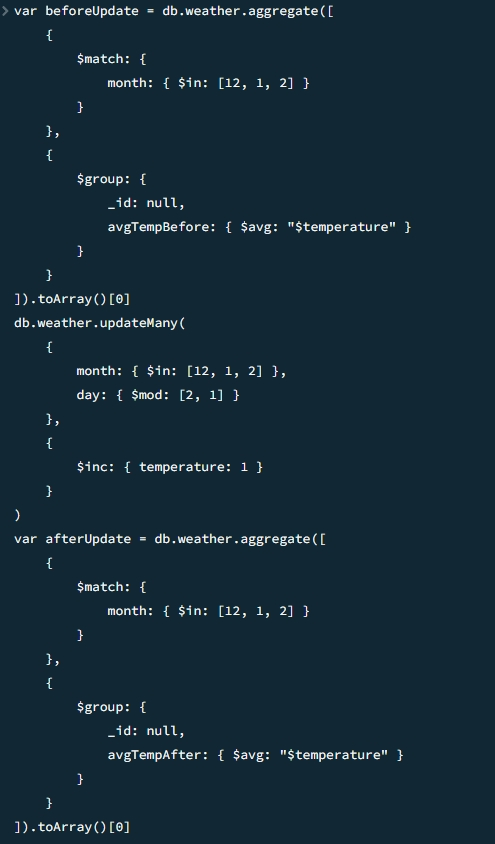 > var beforeUpdate = db.weather.aggregate([
    {
        $match: {
            month: { $in: [12, 1, 2] }
        }
    },
    {
        $group: {
            _id: null,
            avgTempBefore: { $avg: "$temperature" }
        }
    }
]).toArray()[0]
db.weather.updateMany(
    {
        month: { $in: [12, 1, 2] },
        day: { $mod: [2, 1] }
    },
    {
        $inc: { temperature: 1 }
    }
)
var afterUpdate = db.weather.aggregate([
    {
        $match: {
            month: { $in: [12, 1, 2] }
        }
    },
    {
        $group: {
            _id: null,
            avgTempAfter: { $avg: "$temperature" }
        }
    }
]).toArray()[0]